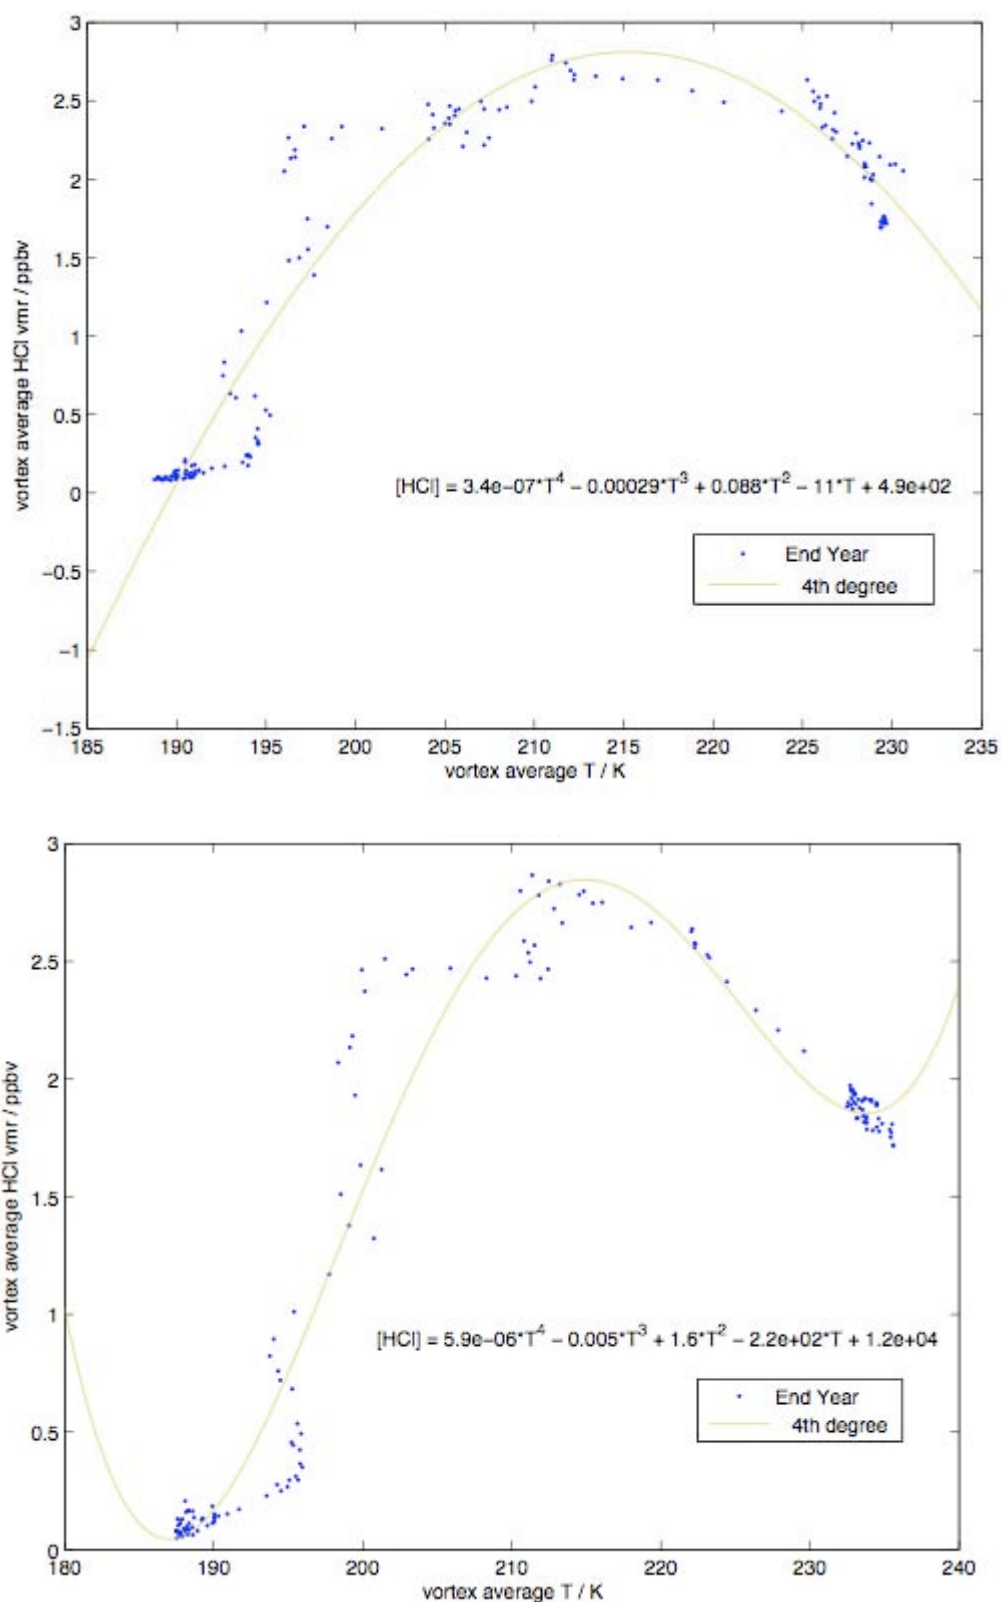 3
2.5
2
1.5
1
0.5
0
−0.5
−1
−1.5
vortex average HCl vmr / ppbv
[HCl] = 3.4e−07*T^4 − 0.00029*T^3 + 0.088*T^2 − 11*T + 4.9e+02
End Year
4th degree
185 190 195 200 205 210 215 220 225 230 235
vortex average T / K
3
2.5
2
1.5
1
0.5
0
vortex average HCl vmr / ppbv
[HCl] = 5.9e−06*T^4 − 0.005*T^3 + 1.6*T^2 − 2.2e+02*T + 1.2e+04
End Year
4th degree
180 190 200 210 220 230 240
vortex average T / K